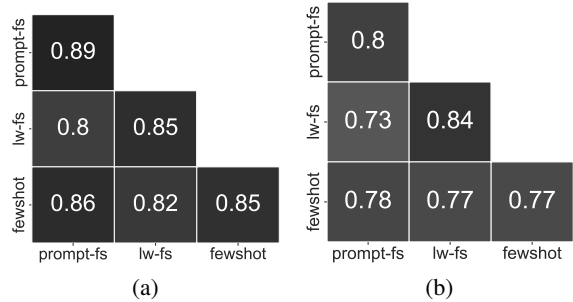 prompt-fs 0.89
lw-fs 0.8 0.85
fewshot 0.86 0.82 0.85
prompt-fs lw-fs fewshot
(a)
prompt-fs 0.8
lw-fs 0.73 0.84
fewshot 0.78 0.77 0.77
prompt-fs lw-fs fewshot
(b)